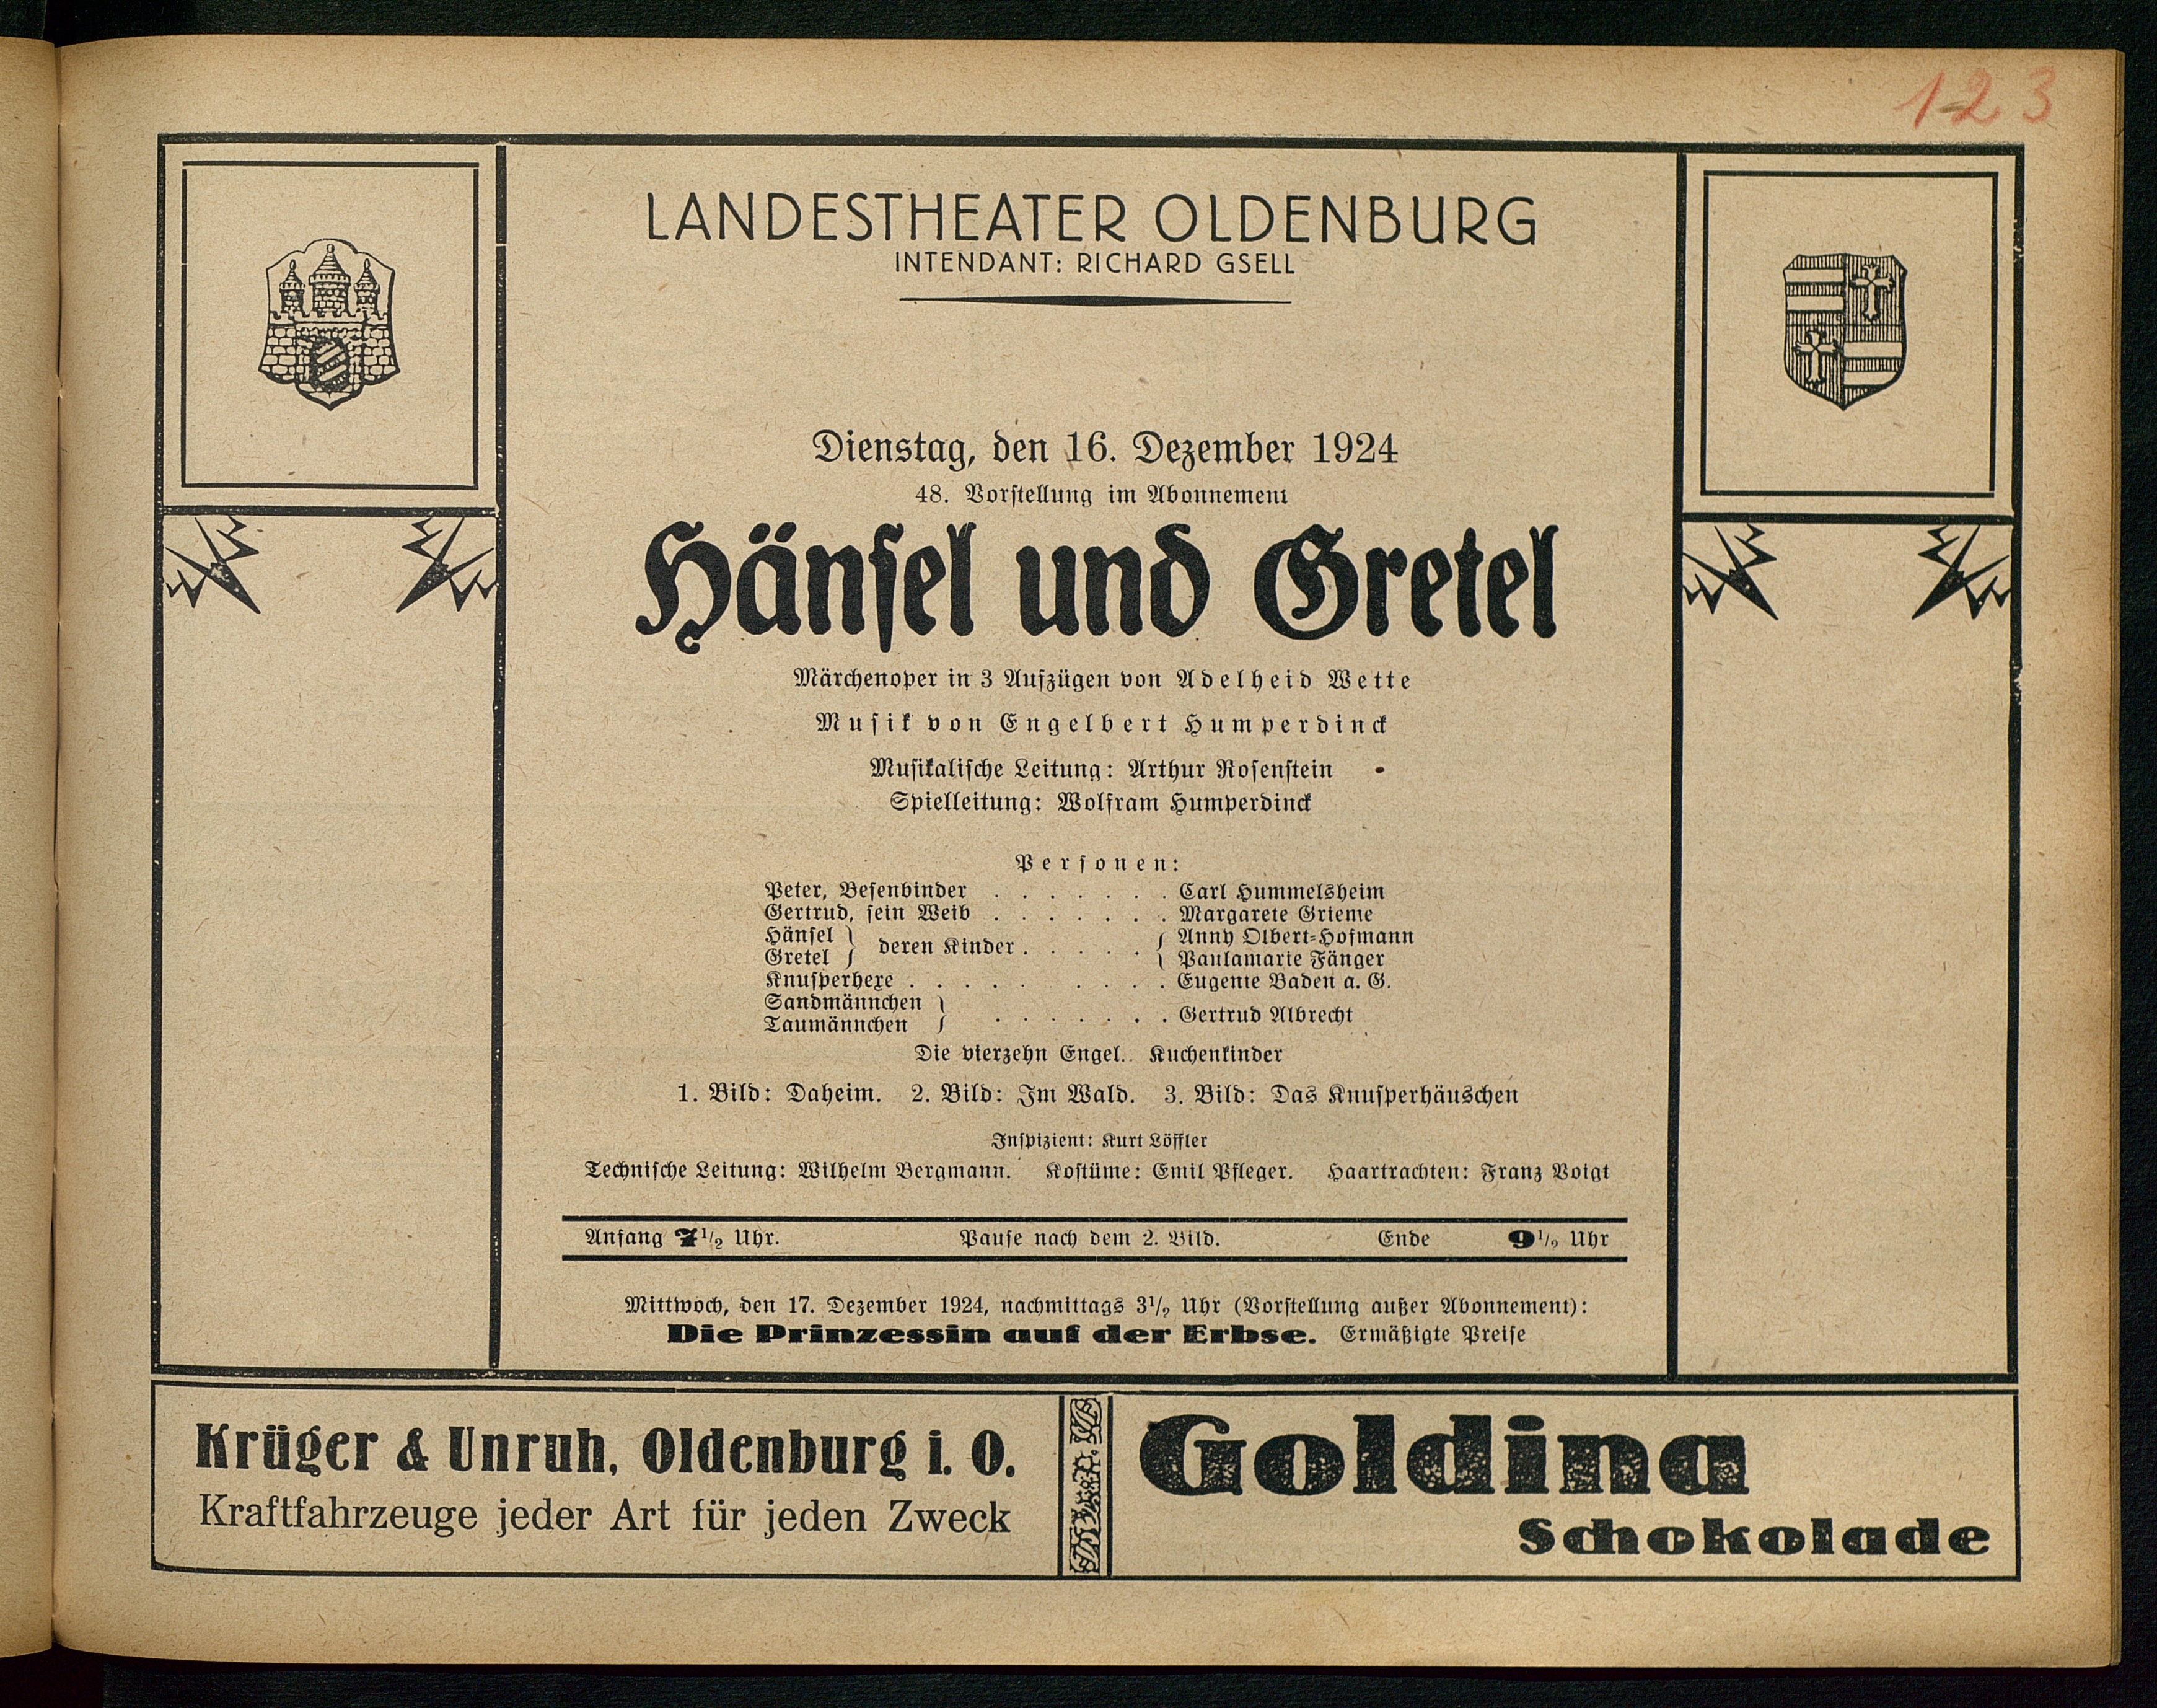 123
LANDESTHEATER OLDENBURG
INTENDANT: RICHARD GSELL
Dienstag, den 16. Dezember 1924
48. Vorstellung im Abonnement
Hänsel und Gretel
Märchenoper in 3 Aufzügen von Adelheid Wette
Musik von Engelbert Humperdinck
Musikalische Leitung: Arthur Rosenstein
Spielleitung: Wolfram Humperdinck
Personen:
Peter, Besenbinder . . . . . . . Carl Hummelsheim
Gertrud, sein Weib . . . . . . . Margarete Grieme
Hänsel } deren Kinder . . . . . { Anny Olbert-Hofmann
Gretel } { Paulamarie Fänger
Knusperhexe . . . . . . . . . Eugenie Baden a. G.
Sandmännchen }
Taumännchen } . . . . . . . Gertrud Albrecht
Die vierzehn Engel. Kuchenkinder
1. Bild: Daheim. 2. Bild: Im Wald. 3. Bild: Das Knusperhäuschen
Inspizient: Kurt Löffler
Technische Leitung: Wilhelm Bergmann. Kostüme: Emil Pfleger. Haartrachten: Franz Voigt
Anfang 7 1/2 Uhr. Pause nach dem 2. Bild. Ende 9 1/2 Uhr
Mittwoch, den 17. Dezember 1924, nachmittags 3 1/2 Uhr (Vorstellung außer Abonnement):
Die Prinzessin auf der Erbse. Ermäßigte Preise
Krüger & Unruh, Oldenburg i. O.
Kraftfahrzeuge jeder Art für jeden Zweck
Goldina
Schokolade